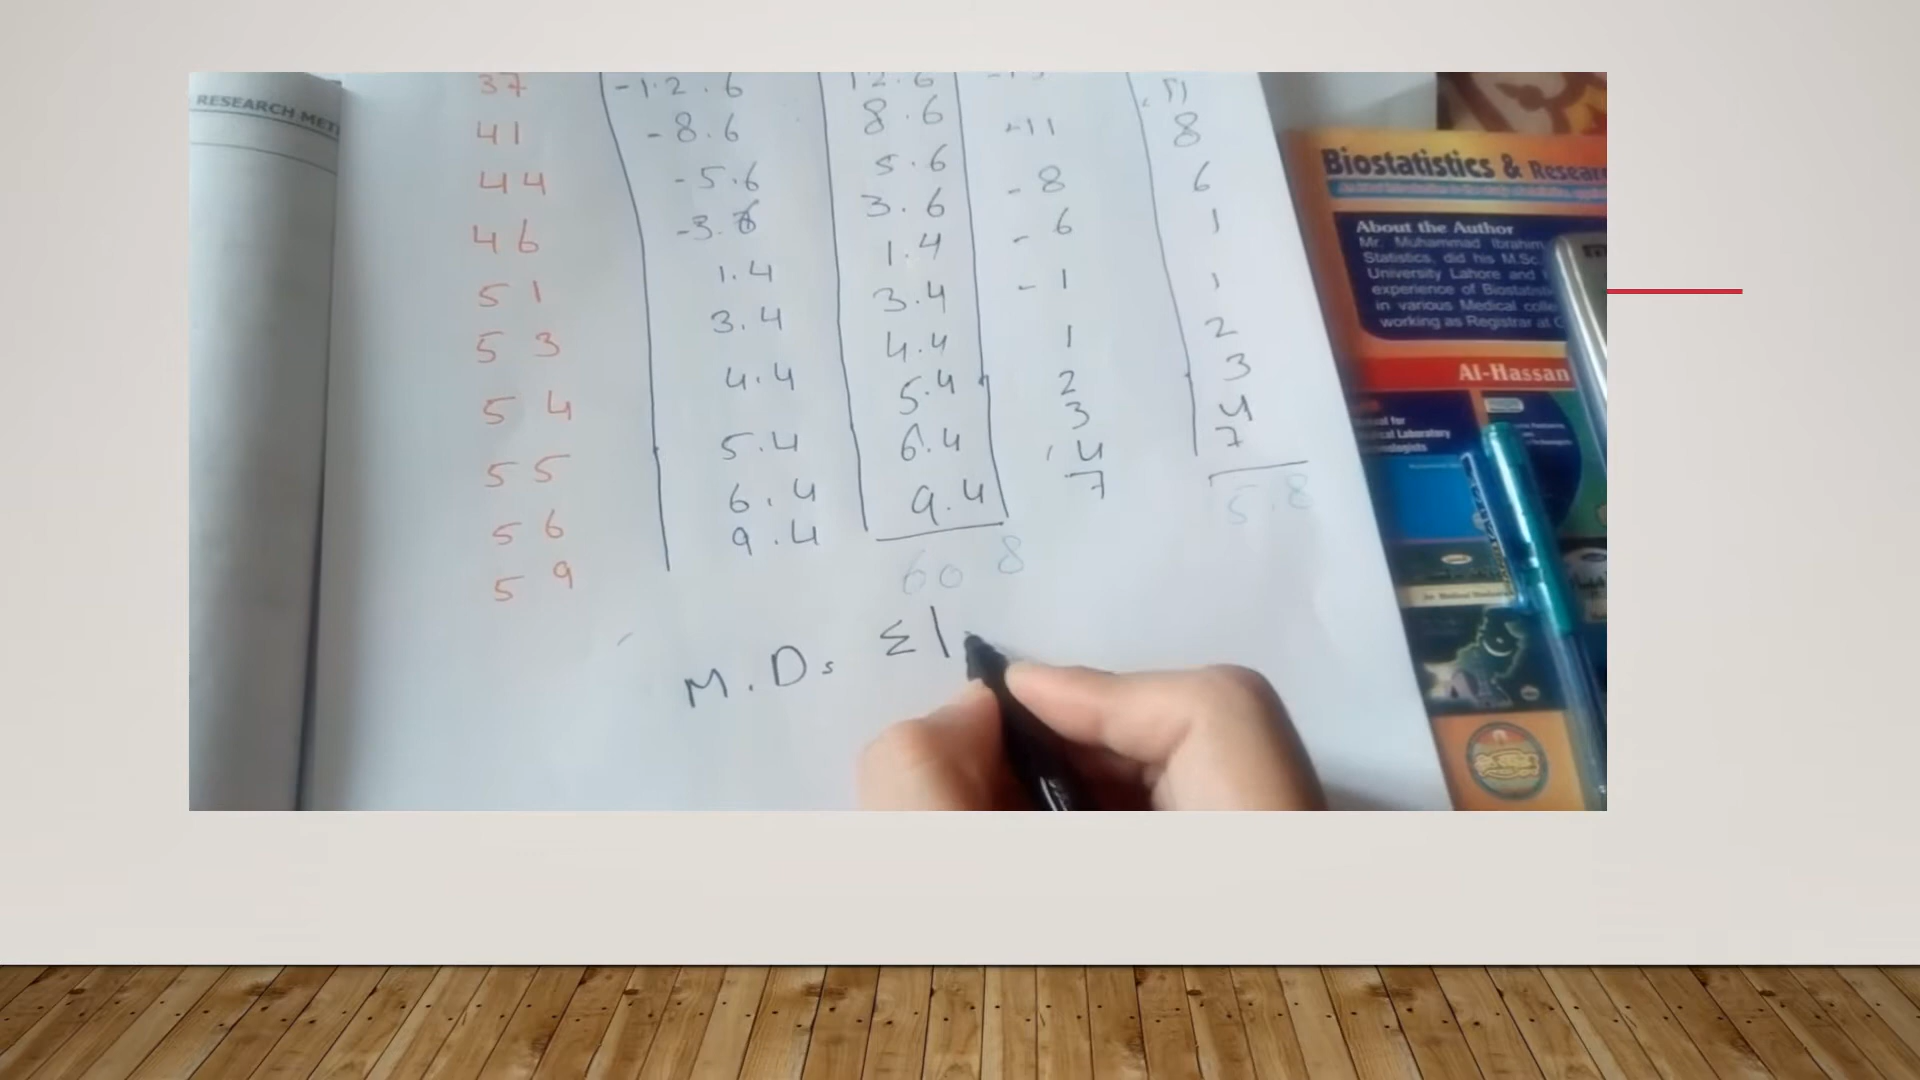 RESEARCH MET
37 -12.6 12.6 -15
41 -8.6 8.6 -11 8
44 -5.6 5.6 -8 6
46 -3.6 3.6 -6 1
51 1.4 1.4 -1 1
53 3.4 3.4 1 2
54 4.4 4.4 2 3
55 5.4 5.4 3 4
56 6.4 6.4 4 7
59 9.4 9.4 7
60 8 5.8
M.D = Σ|
Biostatistics & Resear
About the Author
Mr. Muhammad Ibrahim
Statistics, did his M.Sc.
University Lahore and
experience of Biostatist
in various Medical colle
working as Registrar at C
Al-Hassan